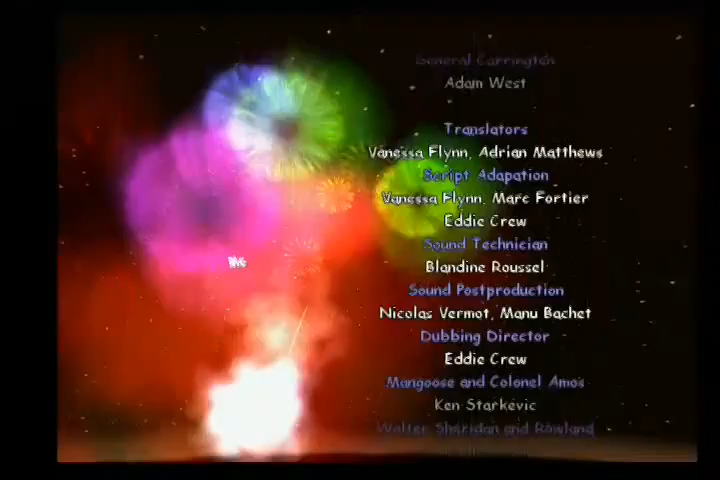 General Carrington
Adam West
Translators
Vanessa Flynn, Adrian Matthews
Script Adapation
Vanessa Flynn, Marc Fortier
Eddie Crew
Sound Technician
Blandine Roussel
Sound Postproduction
Nicolas Vermot, Manu Bachet
Dubbing Director
Eddie Crew
Mangoose and Colonel Amos
Ken Starkevic
Walter Sheridan and Rowland